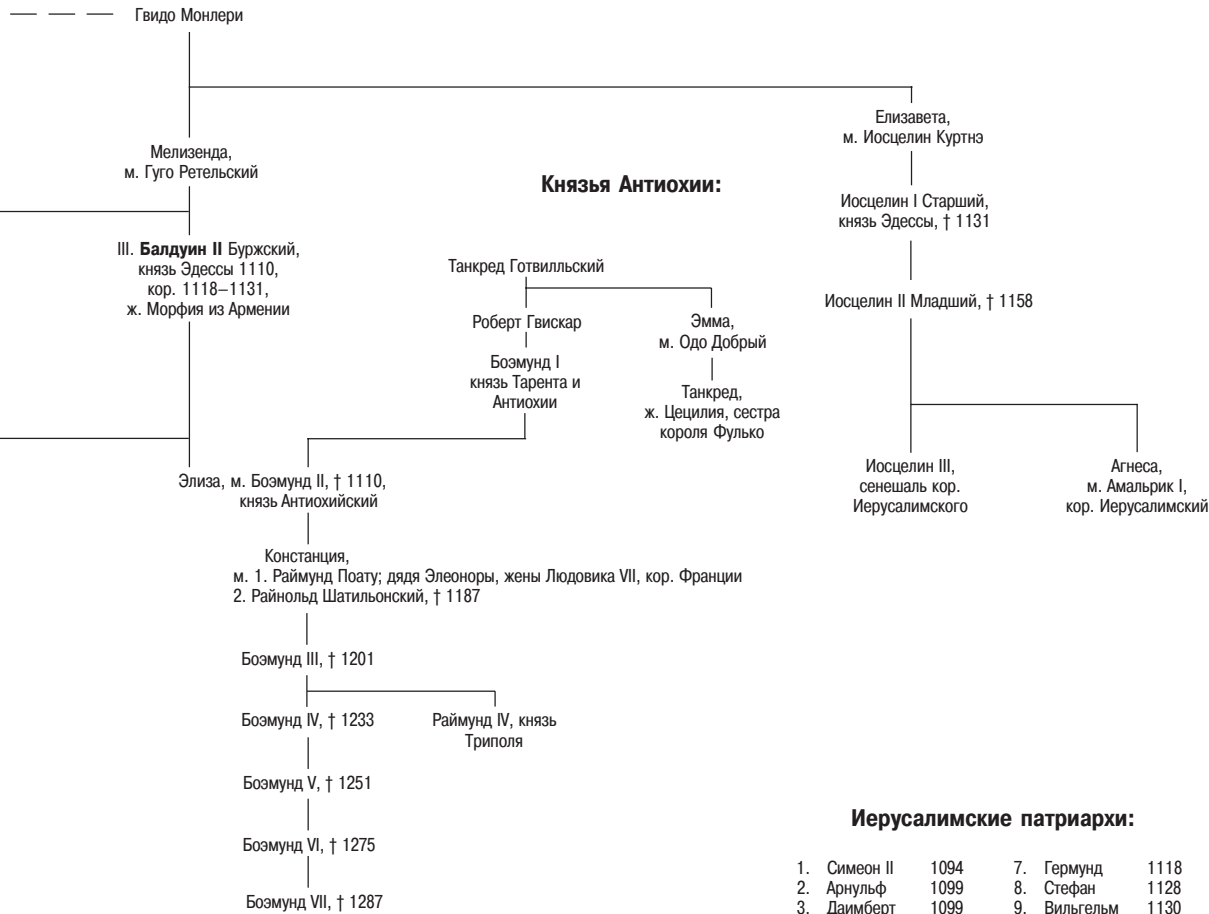 Гвидо Монлери
Елизавета,
м. Иосцелин Куртнэ
Мелизенда,
м. Гуго Ретельский
Князья Антиохии:
Иосцелин I Старший,
князь Эдессы, † 1131
III. Балдуин II Буржский,
князь Эдессы 1110,
кор. 1118–1131,
ж. Морфия из Армении
Танкред Готвилльский
Иосцелин II Младший, † 1158
Роберт Гвискар
Эмма,
м. Одо Добрый
Боэмунд I
князь Тарента и
Антиохии
Танкред,
ж. Цецилия, сестра
короля Фулько
Элиза, м. Боэмунд II, † 1110,
князь Антиохийский
Иосцелин III,
сенешаль кор.
Иерусалимского
Агнеса,
м. Амальрик I,
кор. Иерусалимский
Констанция,
м. 1. Раймунд Поату; дядя Элеоноры, жены Людовика VII, кор. Франции
2. Райнольд Шатильонский, † 1187
Боэмунд III, † 1201
Боэмунд IV, † 1233
Раймунд IV, князь
Триполя
Боэмунд V, † 1251
Боэмунд VI, † 1275
Боэмунд VII, † 1287
Иерусалимские патриархи:
1. Симеон II 1094 7. Гермунд 1118
2. Арнульф 1099 8. Стефан 1128
3. Даимберт 1099 9. Вильгельм 1130